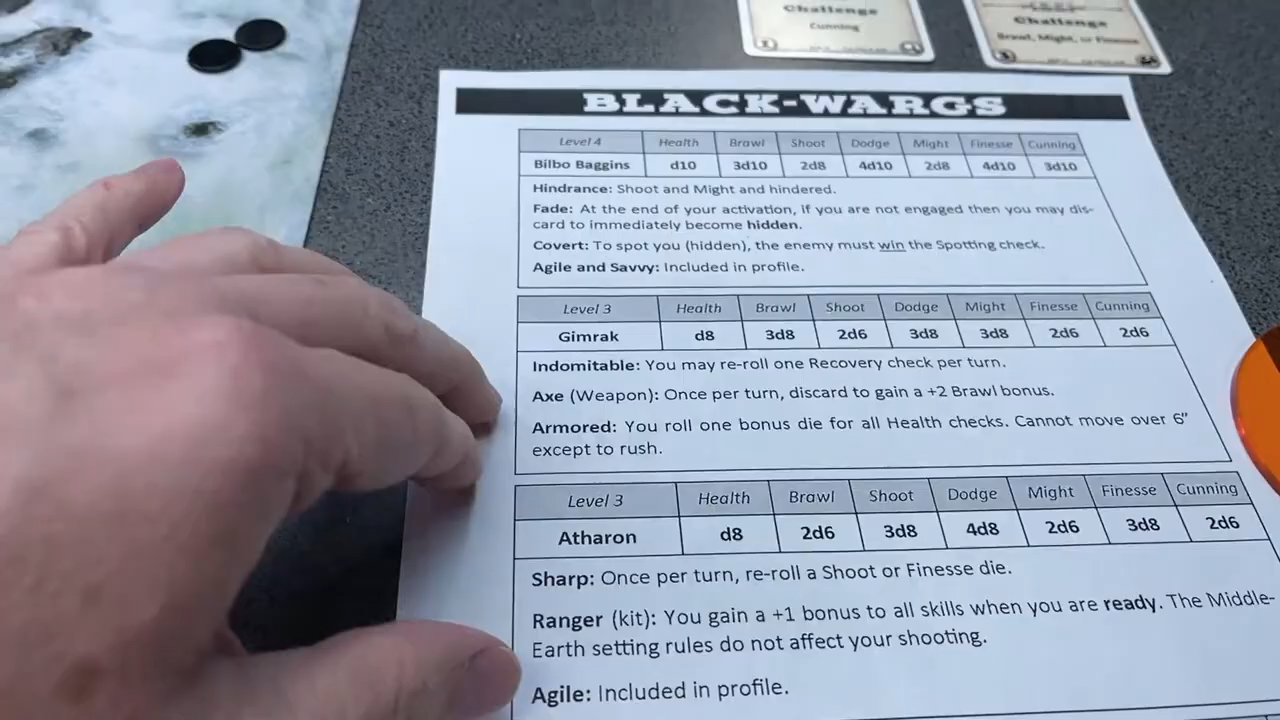 Challenge
Cunning
Challenge
Brawl, Might, or Finesse
BLACK-WARGS
Level 4 Health Brawl Shoot Dodge Might Finesse Cunning
Bilbo Baggins d10 3d10 2d8 4d10 2d8 4d10 3d10
Hindrance: Shoot and Might and hindered.
Fade: At the end of your activation, if you are not engaged then you may dis-
card to immediately become hidden.
Covert: To spot you (hidden), the enemy must win the Spotting check.
Agile and Savvy: Included in profile.
Level 3 Health Brawl Shoot Dodge Might Finesse Cunning
Gimrak d8 3d8 2d6 3d8 3d8 2d6 2d6
Indomitable: You may re-roll one Recovery check per turn.
Axe (Weapon): Once per turn, discard to gain a +2 Brawl bonus.
Armored: You roll one bonus die for all Health checks. Cannot move over 6”
except to rush.
Level 3 Health Brawl Shoot Dodge Might Finesse Cunning
Atharon d8 2d6 3d8 4d8 2d6 3d8 2d6
Sharp: Once per turn, re-roll a Shoot or Finesse die.
Ranger (kit): You gain a +1 bonus to all skills when you are ready. The Middle-
Earth setting rules do not affect your shooting.
Agile: Included in profile.